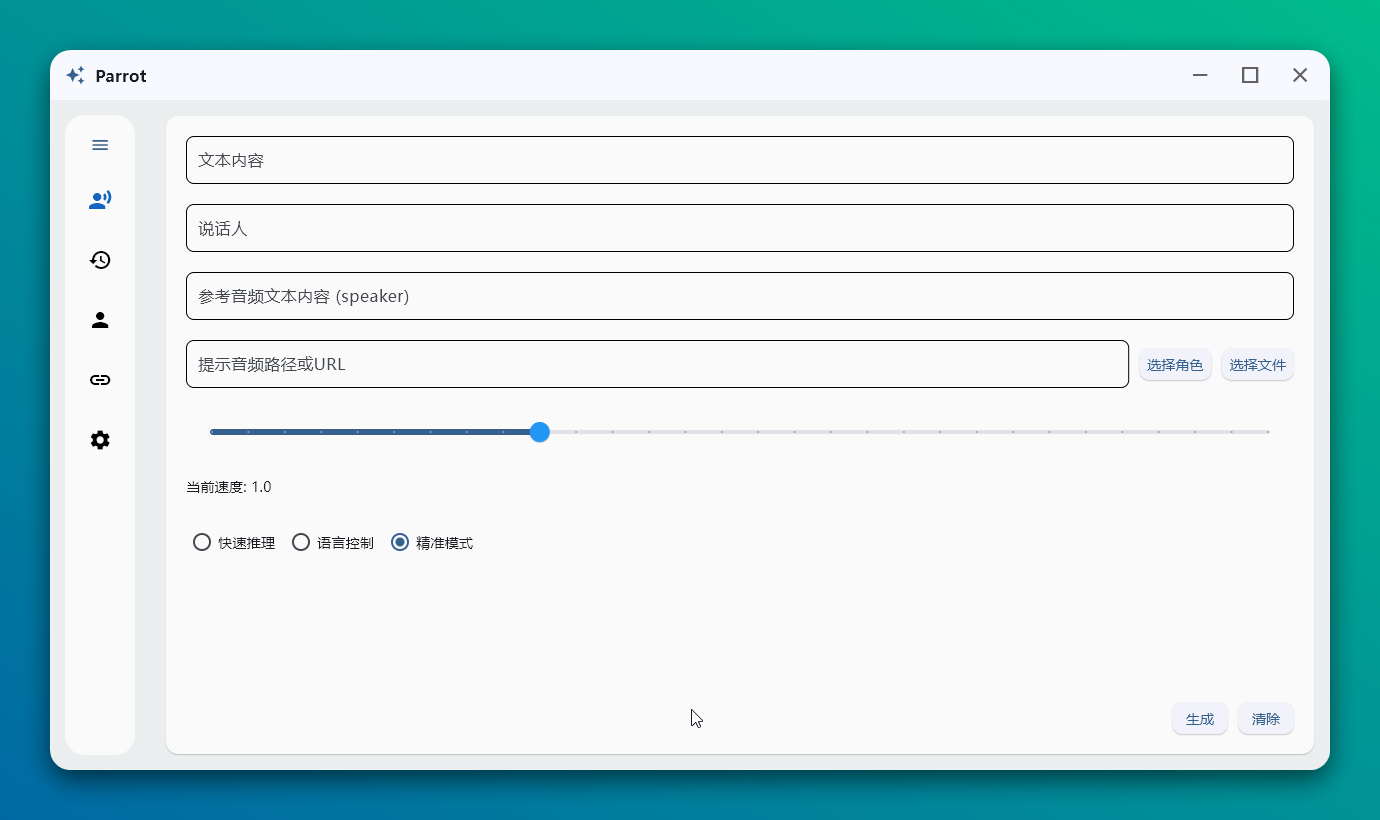 Parrot
文本内容
说话人
参考音频文本内容 (speaker)
提示音频路径或URL
选择角色
选择文件
当前速度: 1.0
快速推理 语言控制 精准模式
生成 清除